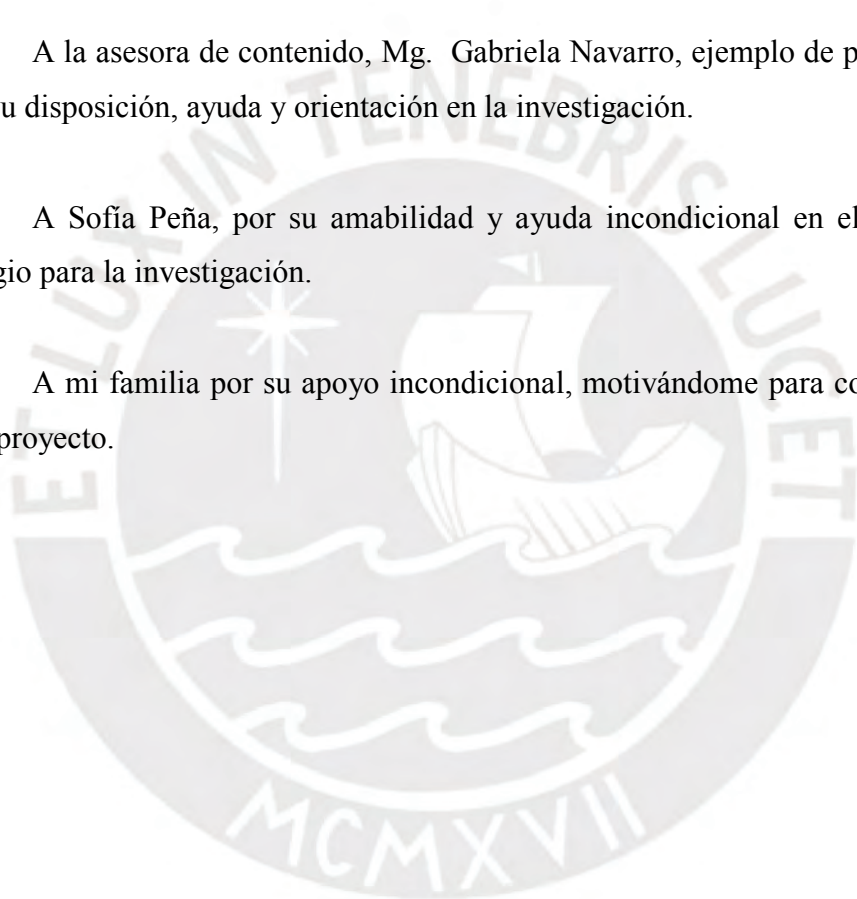 A la asesora de contenido, Mg. Gabriela Navarro, ejemplo de p
u disposición, ayuda y orientación en la investigación.
A Sofía Peña, por su amabilidad y ayuda incondicional en el
gio para la investigación.
A mi familia por su apoyo incondicional, motivándome para co
proyecto.
ET LUX IN TENEBRIS LUCET
MCMXVII